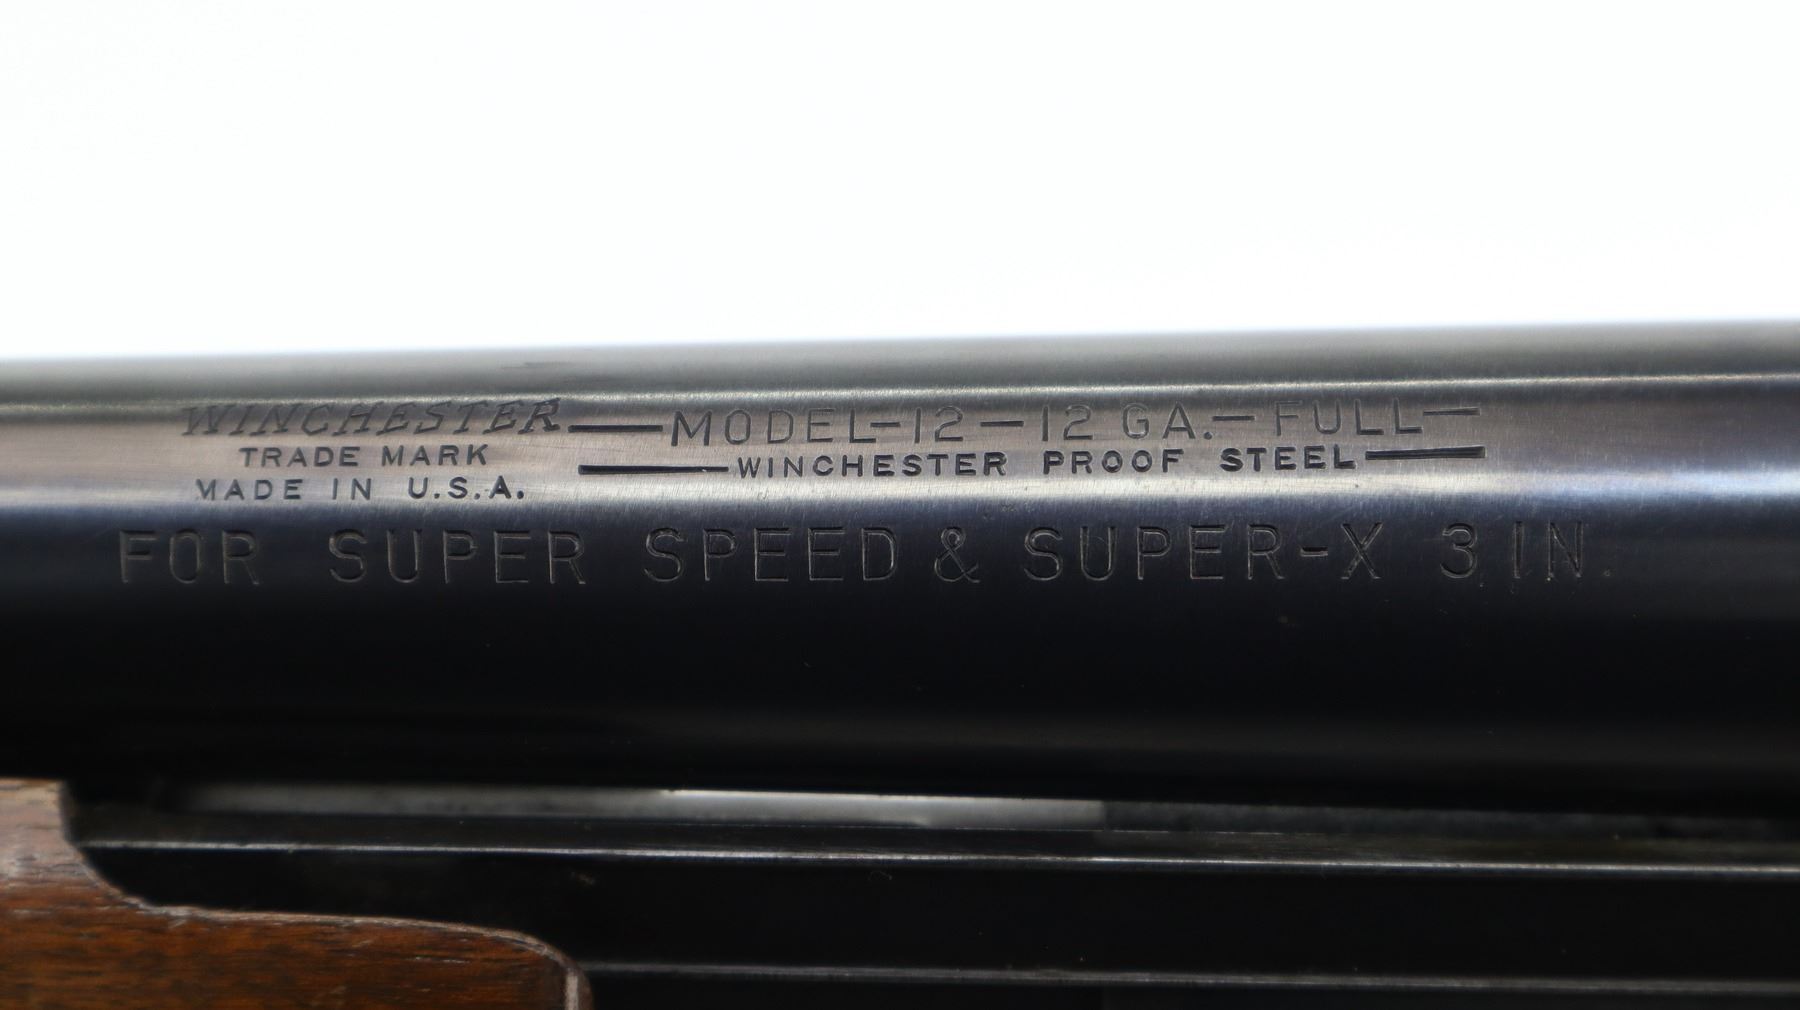 WINCHESTER —MODEL—12—12 GA.—FULL—
TRADE MARK —WINCHESTER PROOF STEEL—
MADE IN U.S.A.
FOR SUPER SPEED & SUPER-X 3 IN.